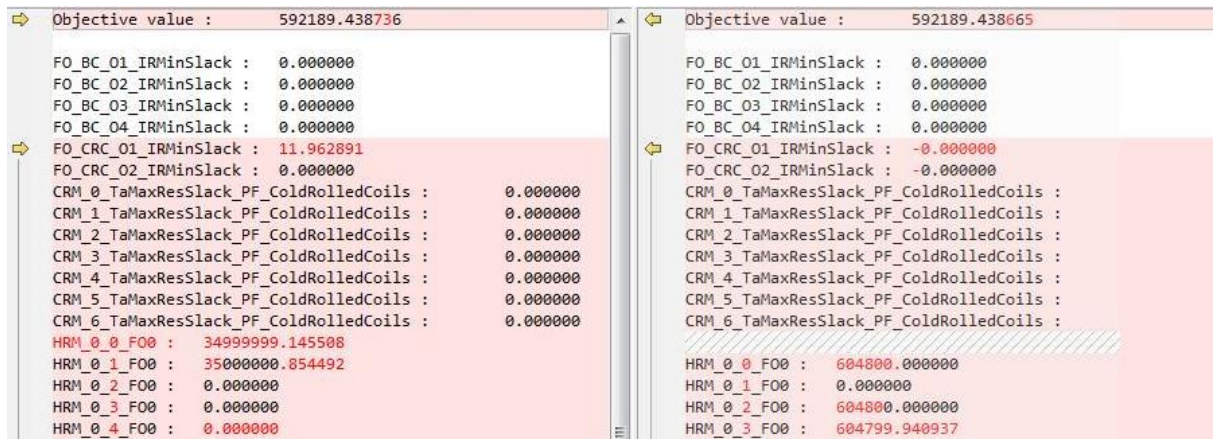 Objective value : 592189.438736
FO_BC_O1_IRMinSlack : 0.000000
FO_BC_O2_IRMinSlack : 0.000000
FO_BC_O3_IRMinSlack : 0.000000
FO_BC_O4_IRMinSlack : 0.000000
FO_CRC_O1_IRMinSlack : 11.962891
FO_CRC_O2_IRMinSlack : 0.000000
CRM_0_TaMaxResSlack_PF_ColdRolledCoils : 0.000000
CRM_1_TaMaxResSlack_PF_ColdRolledCoils : 0.000000
CRM_2_TaMaxResSlack_PF_ColdRolledCoils : 0.000000
CRM_3_TaMaxResSlack_PF_ColdRolledCoils : 0.000000
CRM_4_TaMaxResSlack_PF_ColdRolledCoils : 0.000000
CRM_5_TaMaxResSlack_PF_ColdRolledCoils : 0.000000
CRM_6_TaMaxResSlack_PF_ColdRolledCoils : 0.000000
HRM_0_0_FO0 : 34999999.145508
HRM_0_1_FO0 : 35000000.854492
HRM_0_2_FO0 : 0.000000
HRM_0_3_FO0 : 0.000000
HRM_0_4_FO0 : 0.000000
Objective value : 592189.438665
FO_BC_O1_IRMinSlack : 0.000000
FO_BC_O2_IRMinSlack : 0.000000
FO_BC_O3_IRMinSlack : 0.000000
FO_BC_O4_IRMinSlack : 0.000000
FO_CRC_O1_IRMinSlack : -0.000000
FO_CRC_O2_IRMinSlack : -0.000000
CRM_0_TaMaxResSlack_PF_ColdRolledCoils :
CRM_1_TaMaxResSlack_PF_ColdRolledCoils :
CRM_2_TaMaxResSlack_PF_ColdRolledCoils :
CRM_3_TaMaxResSlack_PF_ColdRolledCoils :
CRM_4_TaMaxResSlack_PF_ColdRolledCoils :
CRM_5_TaMaxResSlack_PF_ColdRolledCoils :
CRM_6_TaMaxResSlack_PF_ColdRolledCoils :
HRM_0_0_FO0 : 604800.000000
HRM_0_1_FO0 : 0.000000
HRM_0_2_FO0 : 604800.000000
HRM_0_3_FO0 : 604799.940937